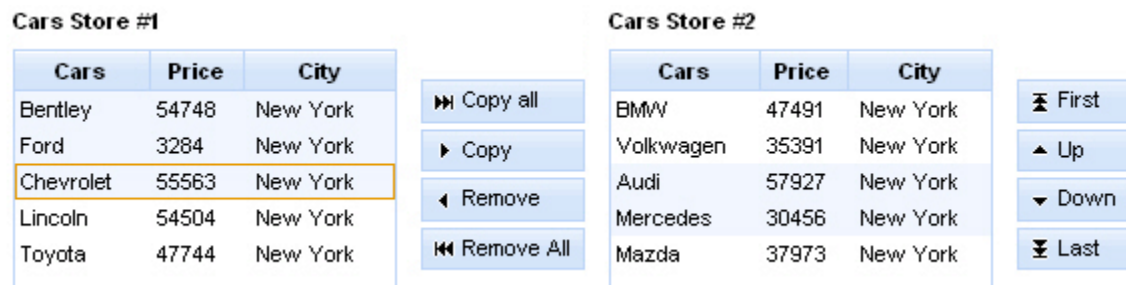 Cars Store #1
Cars Price City
Bentley 54748 New York
Ford 3284 New York
Chevrolet 55563 New York
Lincoln 54504 New York
Toyota 47744 New York
Copy all
Copy
Remove
Remove All
Cars Store #2
Cars Price City
BMW 47491 New York
Volkwagen 35391 New York
Audi 57927 New York
Mercedes 30456 New York
Mazda 37973 New York
First
Up
Down
Last